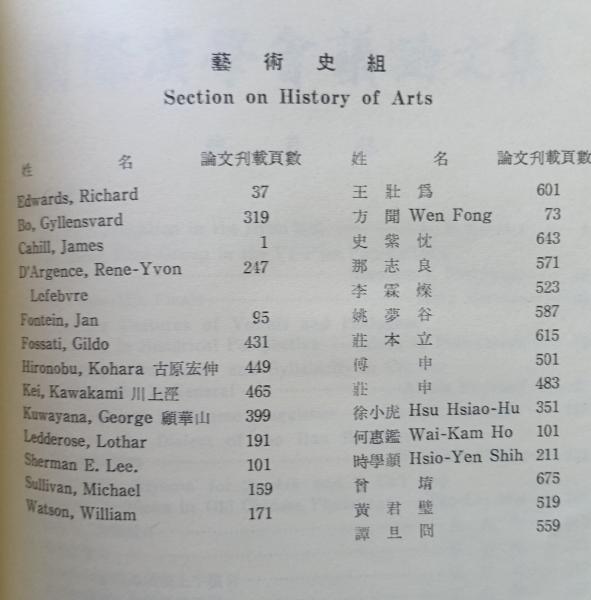 藝術史組
Section on History of Arts
姓 名 論文刋載頁數
Edwards, Richard 37
Bo, Gyllensvard 319
Cahill, James 1
D'Argence, Rene-Yvon 247
Lefebvre
Fontein, Jan 95
Fossati, Gildo 431
Hironobu, Kohara 古原宏伸 449
Kei, Kawakami 川上涇 465
Kuwayana, George 顧華山 399
Ledderose, Lothar 191
Sherman E. Lee. 101
Sullivan, Michael 159
Watson, William 171
姓 名 論文刋載頁數
王壯爲 601
方聞 Wen Fong 73
史紫忱 643
那志良 571
李霖燦 523
姚夢谷 587
莊本立 615
傅申 501
莊申 483
徐小虎 Hsu Hsiao-Hu 351
何惠鑑 Wai-Kam Ho 101
時學顏 Hsio-Yen Shih 211
曾堉 675
黃君璧 519
譚旦冏 559